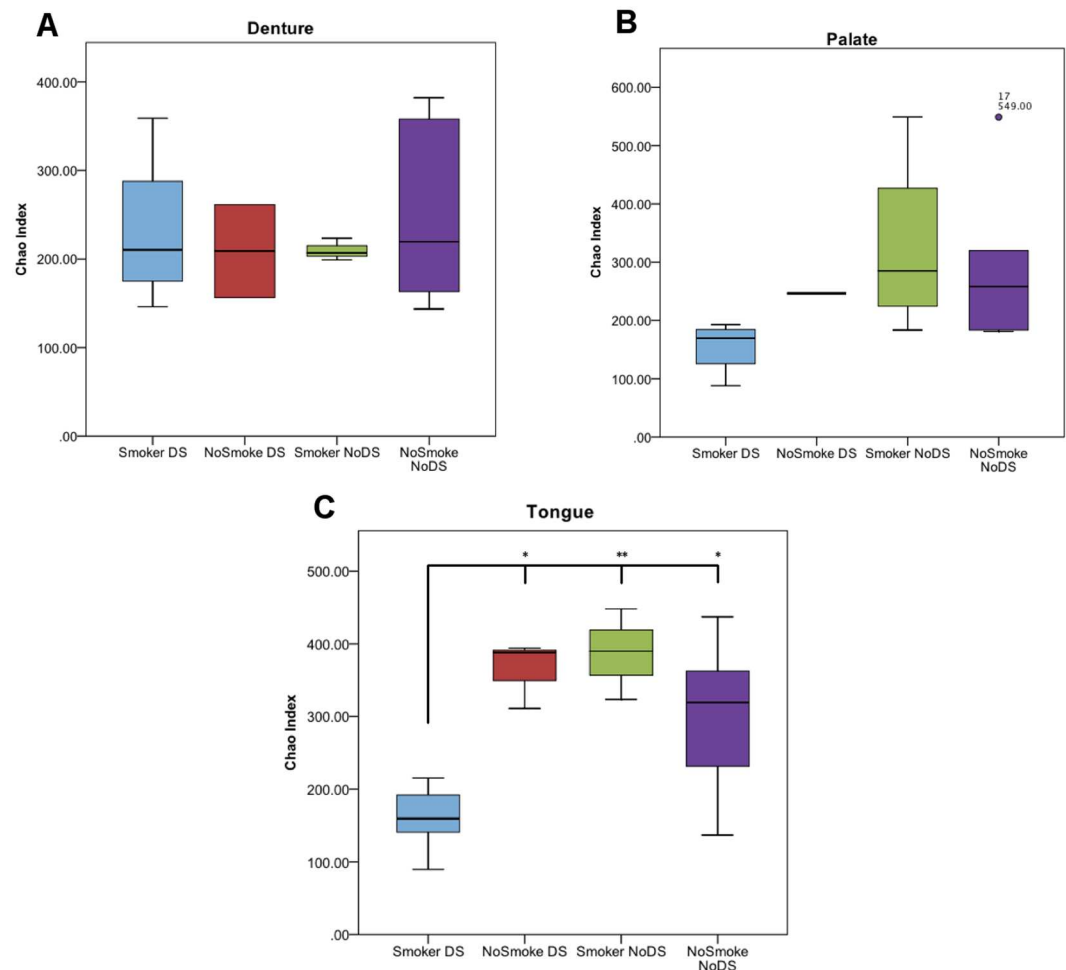 A
Denture
Chao Index
400.00
300.00
200.00
100.00
.00
Smoker DS
NoSmoke DS
Smoker NoDS
NoSmoke
NoDS
B
Palate
Chao Index
600.00
500.00
400.00
300.00
200.00
100.00
.00
17
549.00
Smoker DS
NoSmoke DS
Smoker NoDS
NoSmoke
NoDS
C
Tongue
Chao Index
500.00
400.00
300.00
200.00
100.00
.00
*
**
*
Smoker DS
NoSmoke DS
Smoker NoDS
NoSmoke
NoDS